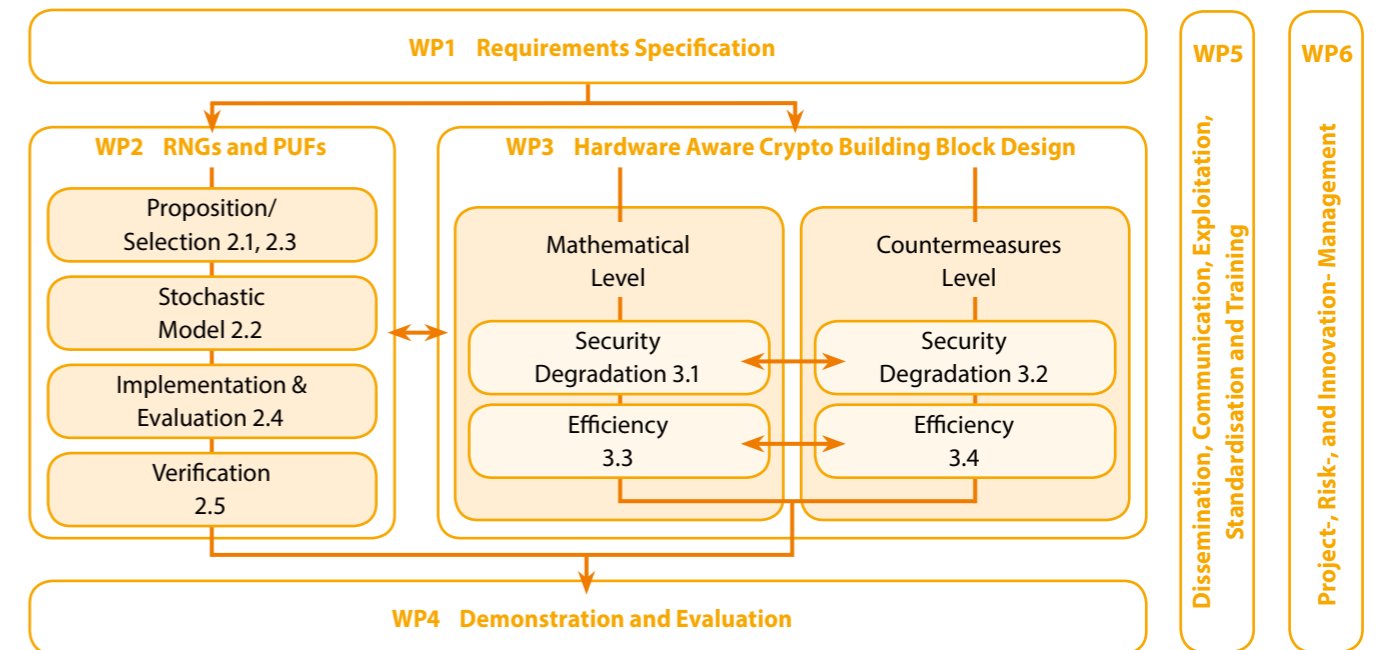 WP1 Requirements Specification
WP2 RNGs and PUFs
Proposition/
Selection 2.1, 2.3
Stochastic
Model 2.2
Implementation &
Evaluation 2.4
Verification
2.5
WP3 Hardware Aware Crypto Building Block Design
Mathematical
Level
Security
Degradation 3.1
Efficiency
3.3
Countermeasures
Level
Security
Degradation 3.2
Efficiency
3.4
WP4 Demonstration and Evaluation
WP5
Dissemination, Communication, Exploitation,
Standardisation and Training
WP6
Project-, Risk-, and Innovation- Management